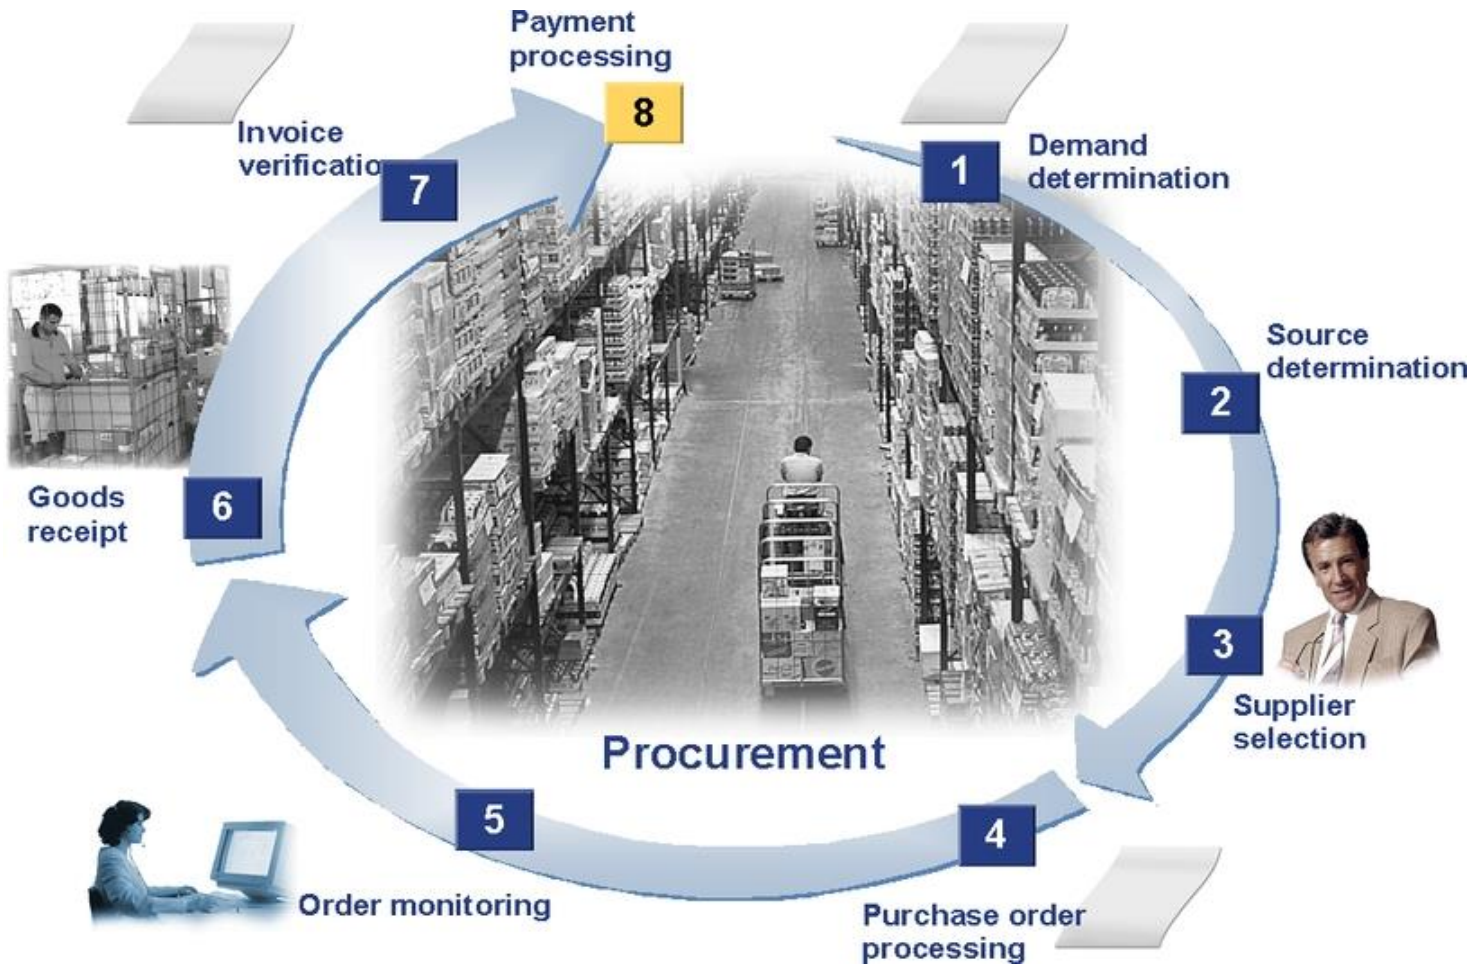 Payment
processing
8
1
Demand
determination
2
Source
determination
3
Supplier
selection
4
Purchase order
processing
5
Order monitoring
6
Goods
receipt
7
Invoice
verificatio
Procurement